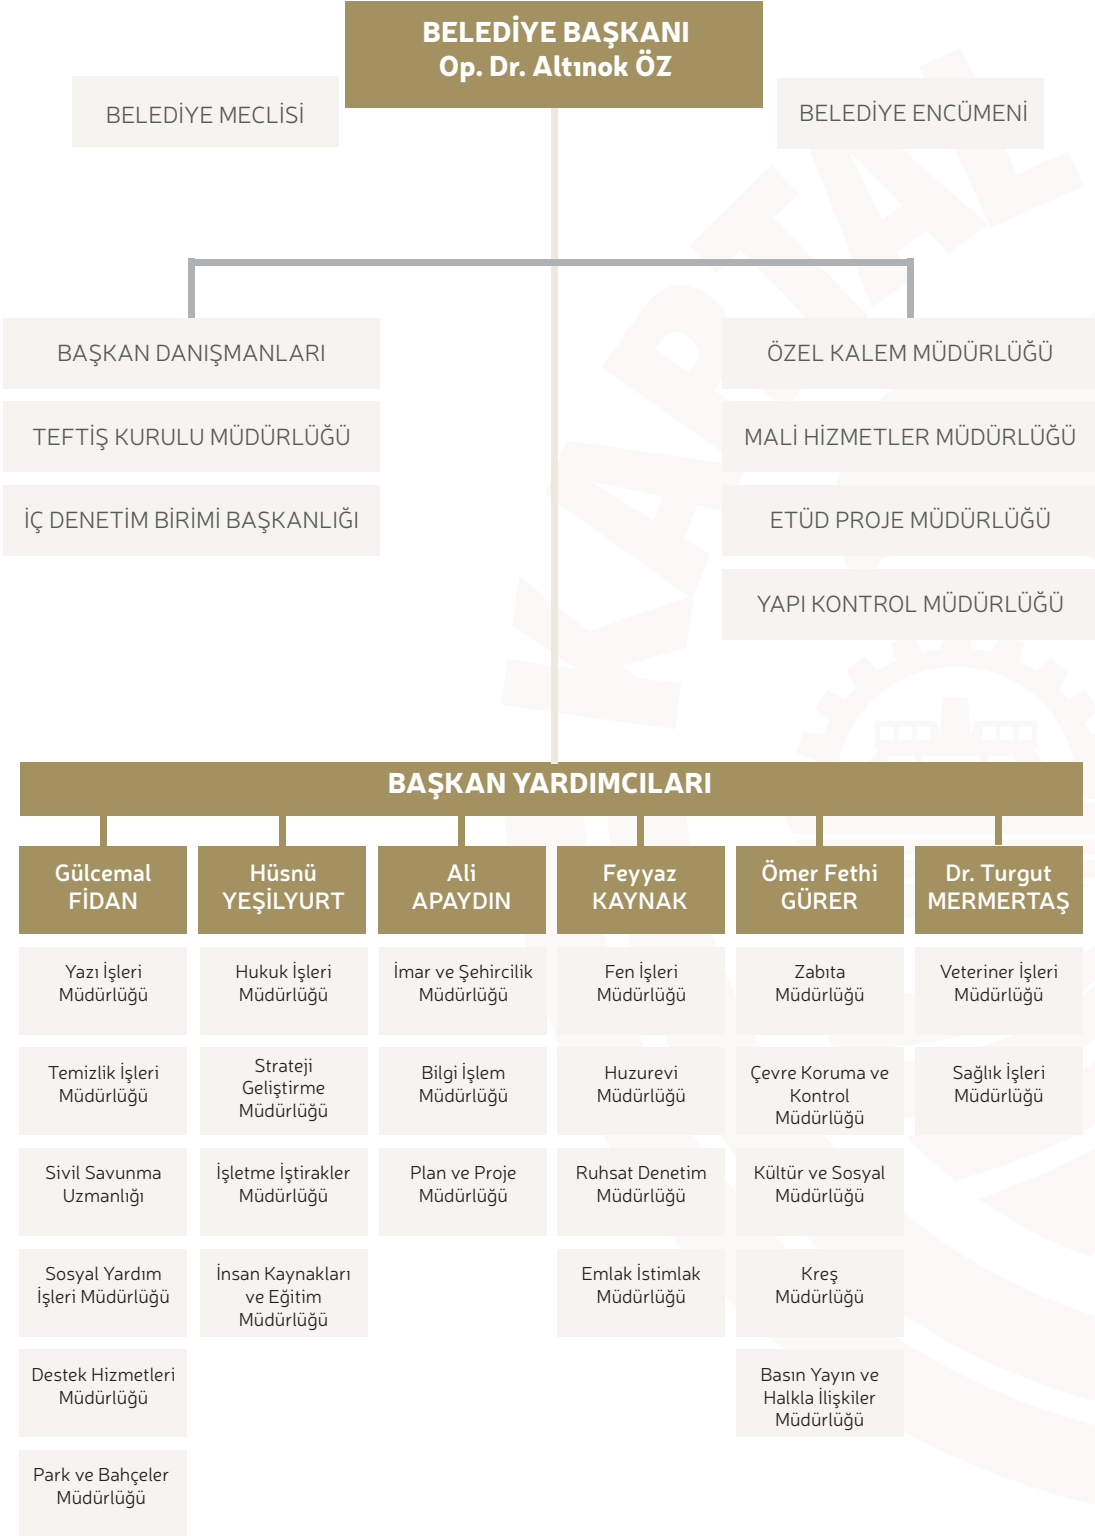 BELEDİYE BAŞKANI
Op. Dr. Altınok ÖZ
BELEDİYE MECLİSİ
BELEDİYE ENCÜMENİ
BAŞKAN DANIŞMANLARI
TEFTİŞ KURULU MÜDÜRLÜĞÜ
İÇ DENETİM BİRİMİ BAŞKANLIĞI
ÖZEL KALEM MÜDÜRLÜĞÜ
MALİ HİZMETLER MÜDÜRLÜĞÜ
ETÜD PROJE MÜDÜRLÜĞÜ
YAPI KONTROL MÜDÜRLÜĞÜ
KARTAL
BAŞKAN YARDIMCILARI
Gülcemal
FİDAN
Yazı İşleri
Müdürlüğü
Temizlik İşleri
Müdürlüğü
Sivil Savunma
Uzmanlığı
Sosyal Yardım
İşleri Müdürlüğü
Destek Hizmetleri
Müdürlüğü
Park ve Bahçeler
Müdürlüğü
Hüsnü
YEŞİLYURT
Hukuk İşleri
Müdürlüğü
Strateji
Geliştirme
Müdürlüğü
İşletme İştirakler
Müdürlüğü
İnsan Kaynakları
ve Eğitim
Müdürlüğü
Ali
APAYDIN
İmar ve Şehircilik
Müdürlüğü
Bilgi İşlem
Müdürlüğü
Plan ve Proje
Müdürlüğü
Feyyaz
KAYNAK
Fen İşleri
Müdürlüğü
Huzurevi
Müdürlüğü
Ruhsat Denetim
Müdürlüğü
Emlak İstimlak
Müdürlüğü
Ömer Fethi
GÜRER
Zabıta
Müdürlüğü
Çevre Koruma ve
Kontrol
Müdürlüğü
Kültür ve Sosyal
Müdürlüğü
Kreş
Müdürlüğü
Basın Yayın ve
Halkla İlişkiler
Müdürlüğü
Dr. Turgut
MERMERTAŞ
Veteriner İşleri
Müdürlüğü
Sağlık İşleri
Müdürlüğü